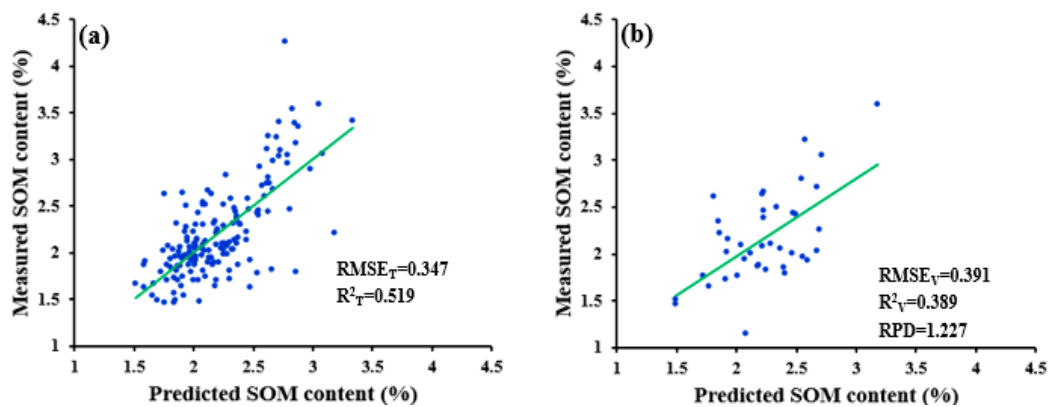 (a)
Measured SOM content (%)
4.5
4
3.5
3
2.5
2
1.5
1
RMSE_T=0.347
R²_T=0.519
1 1.5 2 2.5 3 3.5 4 4.5
Predicted SOM content (%)
(b)
Measured SOM content (%)
4.5
4
3.5
3
2.5
2
1.5
1
RMSE_V=0.391
R²_V=0.389
RPD=1.227
1 1.5 2 2.5 3 3.5 4 4.5
Predicted SOM content (%)